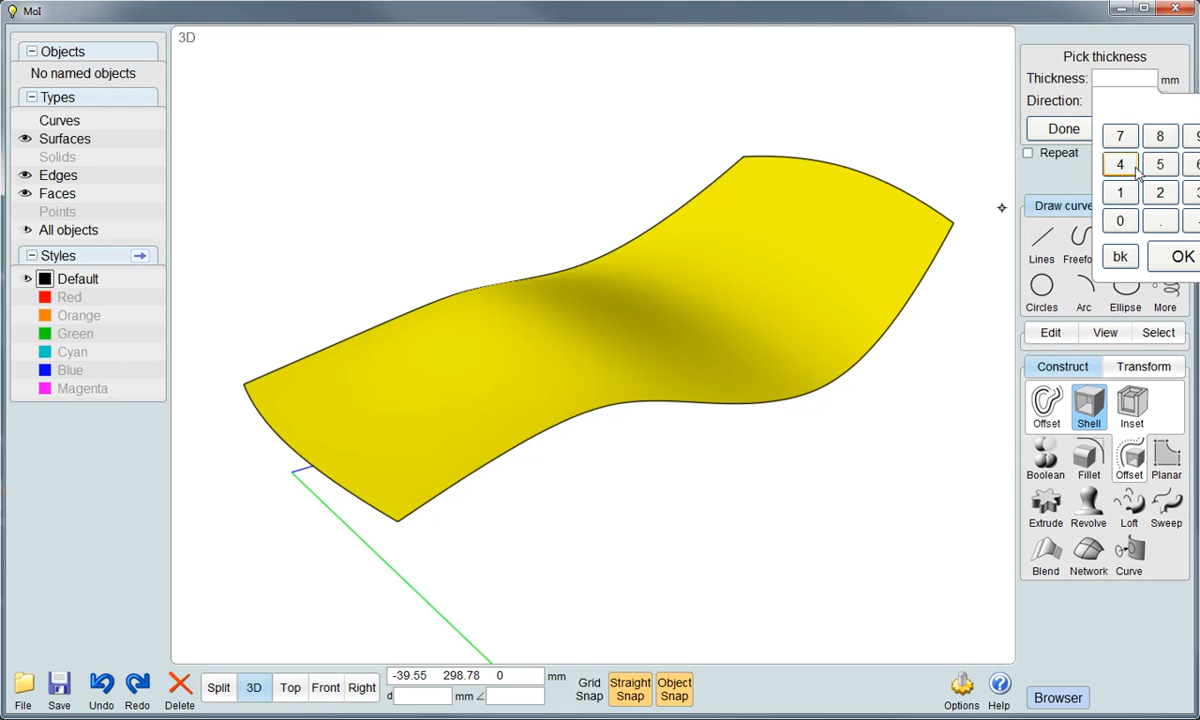 MoI
Objects
No named objects
Types
Curves
Surfaces
Solids
Edges
Faces
Points
All objects
Styles
Default
Red
Orange
Green
Cyan
Blue
Magenta
3D
Pick thickness
Thickness: mm
Direction:
Done
Repeat
7 8 9
4 5 6
1 2
0 .
bk OK
Draw curve
Lines
Circles Arc Ellipse More
Edit View Select
Construct Transform
Offset Shell Inset
Boolean Fillet Offset Planar
Extrude Revolve Loft Sweep
Blend Network Curve
File Save Undo Redo Delete
Split 3D Top Front Right
-39.55 298.78 0 mm
d mm ∠
Grid Snap
Straight Snap
Object Snap
Options Help
Browser